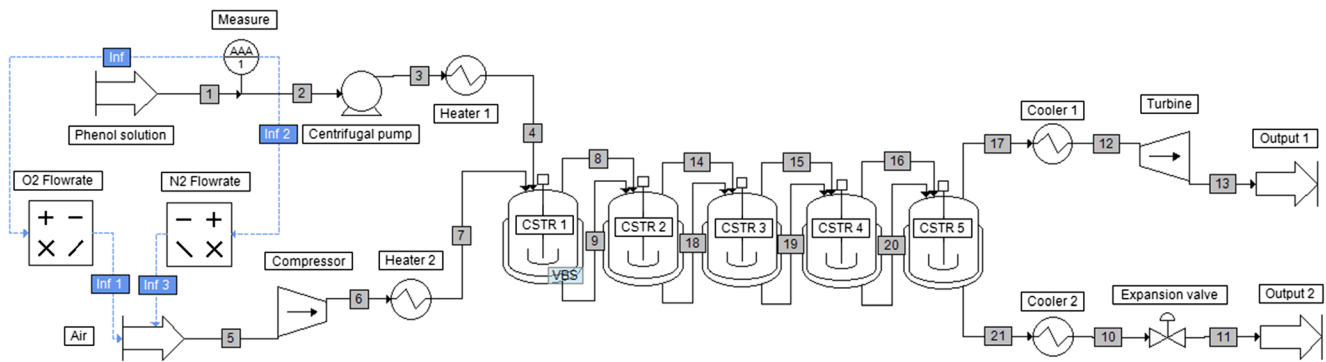 Measure
Inf
AAA
1
1
2
3
4
Phenol solution
Inf 2
Centrifugal pump
Heater 1
O2 Flowrate
N2 Flowrate
+ −
× /
− +
\ ×
Inf 1
Inf 3
Air
5
Compressor
6
Heater 2
7
8
14
15
16
CSTR 1
CSTR 2
CSTR 3
CSTR 4
CSTR 5
9
18
19
20
VBS
17
Cooler 1
12
Turbine
13
Output 1
21
Cooler 2
10
Expansion valve
11
Output 2